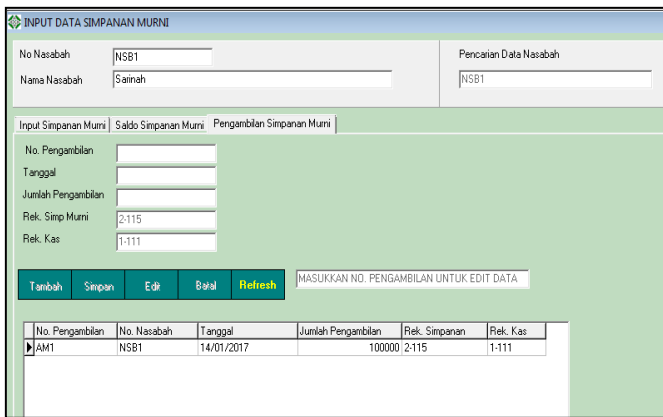 INPUT DATA SIMPANAN MURNI
No Nasabah NSB1 Pencarian Data Nasabah
Nama Nasabah Sarinah NSB1
Input Simpanan Murni Saldo Simpanan Murni Pengambilan Simpanan Murni
No. Pengambilan
Tanggal
Jumlah Pengambilan
Rek. Simp Murni 2-115
Rek. Kas 1-111
Tambah Simpan Edit Batal Refresh MASUKKAN NO. PENGAMBILAN UNTUK EDIT DATA
No. Pengambilan No. Nasabah Tanggal Jumlah Pengambilan Rek. Simpanan Rek. Kas
AM1 NSB1 14/01/2017 100000 2-115 1-111